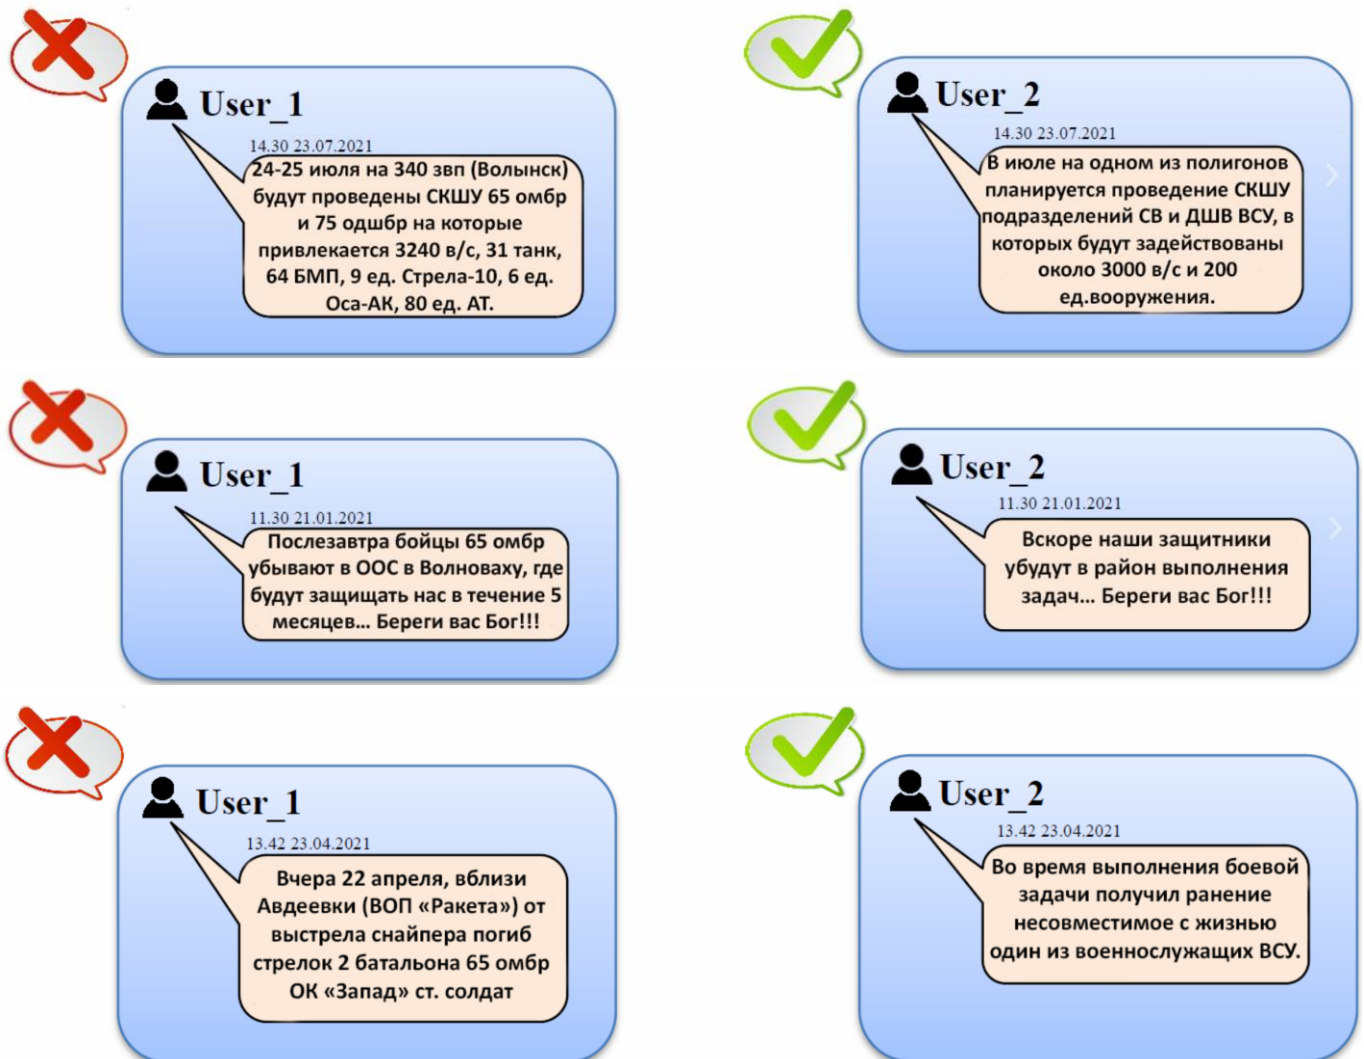 User_1
14.30 23.07.2021
24-25 июля на 340 звп (Волынск)
будут проведены СКШУ 65 омбр
и 75 одшбр на которые
привлекается 3240 в/с, 31 танк,
64 БМП, 9 ед. Стрела-10, 6 ед.
Оса-АК, 80 ед. АТ.
User_2
14.30 23.07.2021
В июле на одном из полигонов
планируется проведение СКШУ
подразделений СВ и ДШВ ВСУ, в
которых будут задействованы
около 3000 в/с и 200
ед.вооружения.
User_1
11.30 21.01.2021
Послезавтра бойцы 65 омбр
убывают в ООС в Волноваху, где
будут защищать нас в течение 5
месяцев... Береги вас Бог!!!
User_2
11.30 21.01.2021
Вскоре наши защитники
убудут в район выполнения
задач... Береги вас Бог!!!
User_1
13.42 23.04.2021
Вчера 22 апреля, вблизи
Авдеевки (ВОП «Ракета») от
выстрела снайпера погиб
стрелок 2 батальона 65 омбр
ОК «Запад» ст. солдат
User_2
13.42 23.04.2021
Во время выполнения боевой
задачи получил ранение
несовместимое с жизнью
один из военнослужащих ВСУ.